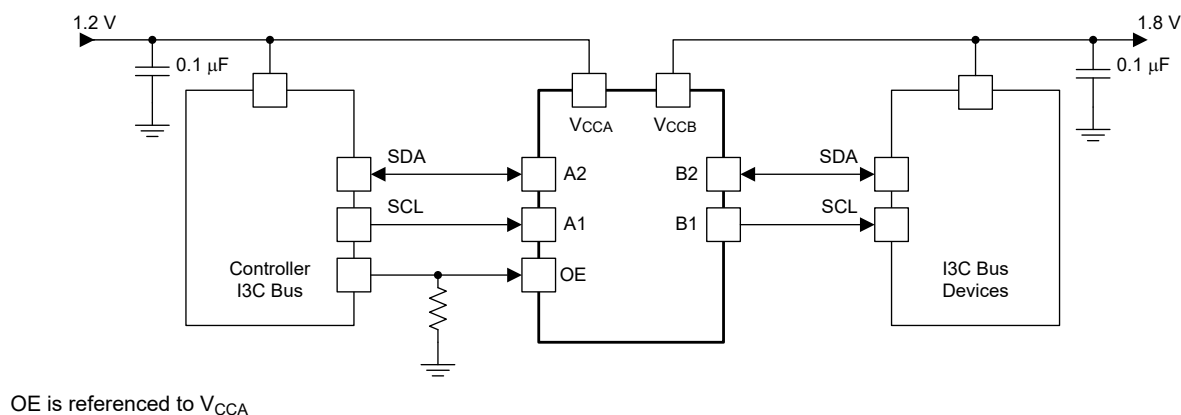 1.2 V
1.8 V
0.1 μF
0.1 μF
VCCA
VCCB
SDA
A2
B2
SDA
SCL
A1
B1
SCL
OE
Controller
I3C Bus
I3C Bus
Devices
OE is referenced to VCCA